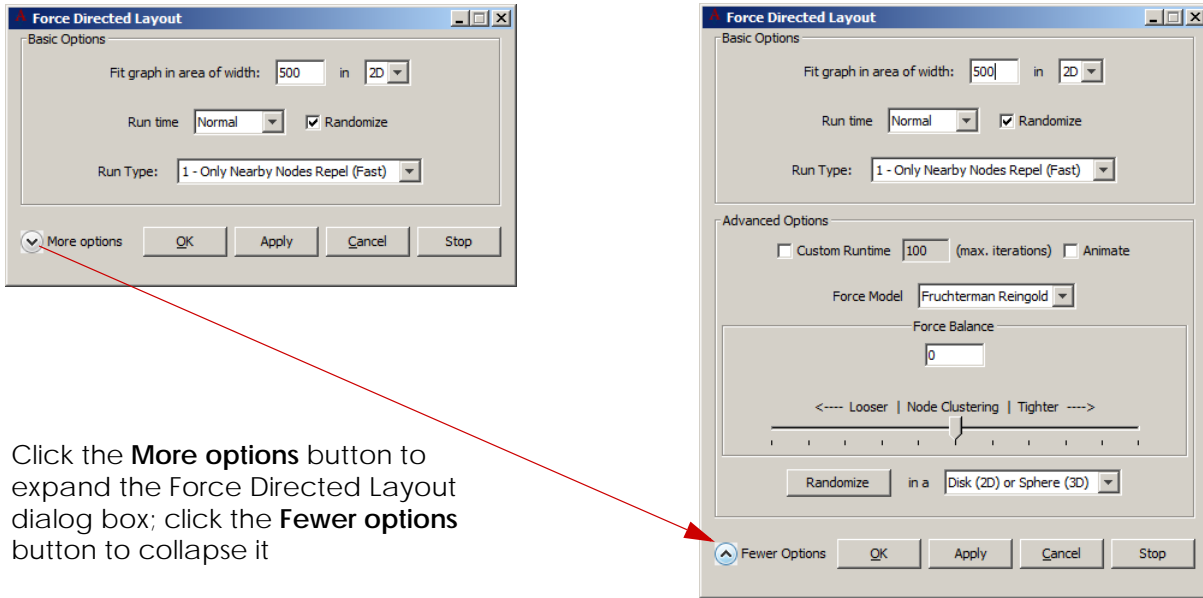 Force Directed Layout
Basic Options
Fit graph in area of width: 500 in 2D
Run time Normal Randomize
Run Type: 1 - Only Nearby Nodes Repel (Fast)
More options OK Apply Cancel Stop
Click the More options button to
expand the Force Directed Layout
dialog box; click the Fewer options
button to collapse it
Force Directed Layout
Basic Options
Fit graph in area of width: 500 in 2D
Run time Normal Randomize
Run Type: 1 - Only Nearby Nodes Repel (Fast)
Advanced Options
Custom Runtime 100 (max. iterations) Animate
Force Model Fruchterman Reingold
Force Balance
0
<---- Looser | Node Clustering | Tighter ---->
Randomize in a Disk (2D) or Sphere (3D)
Fewer Options OK Apply Cancel Stop